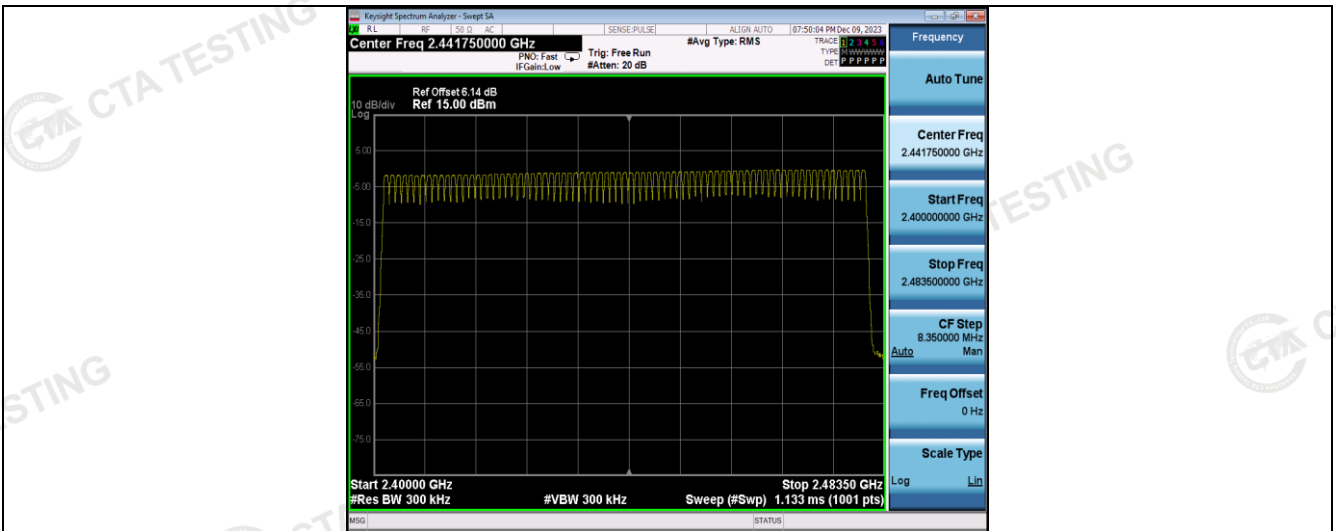 Keysight Spectrum Analyzer - Swept SA
RL RF 50 Ω AC SENSE:PULSE ALIGN AUTO 07:50:04 PM Dec 09, 2023
Center Freq 2.441750000 GHz
PNO: Fast
IFGain:Low
Trig: Free Run
#Atten: 20 dB
#Avg Type: RMS
TRACE 1 2 3 4 5 6
TYPE M WWWWW
DET P P P P P P
Ref Offset 6.14 dB
10 dB/div Ref 15.00 dBm
Log
5.00
-5.00
-15.0
-25.0
-35.0
-45.0
-55.0
-65.0
-75.0
Start 2.40000 GHz
Stop 2.48350 GHz
#Res BW 300 kHz
#VBW 300 kHz
Sweep (#Swp) 1.133 ms (1001 pts)
MSG
STATUS
Frequency
Auto Tune
Center Freq
2.441750000 GHz
Start Freq
2.400000000 GHz
Stop Freq
2.483500000 GHz
CF Step
8.350000 MHz
Auto Man
Freq Offset
0 Hz
Scale Type
Log Lin
CTA TESTING
CTA
TESTING
STING
CTA
C
CT